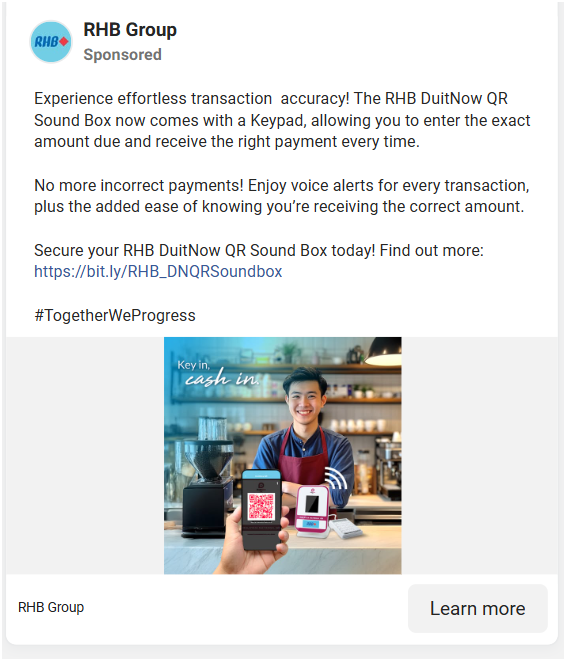 RHB Group
RHB
Sponsored
Experience effortless transaction  accuracy! The RHB DuitNow QR
Sound Box now comes with a Keypad, allowing you to enter the exact
amount due and receive the right payment every time.
No more incorrect payments! Enjoy voice alerts for every transaction,
plus the added ease of knowing you’re receiving the correct amount.
Secure your RHB DuitNow QR Sound Box today! Find out more:
https://bit.ly/RHB_DNQRSoundbox
#TogetherWeProgress
Key in,
cash in.
RHB Group
Learn more